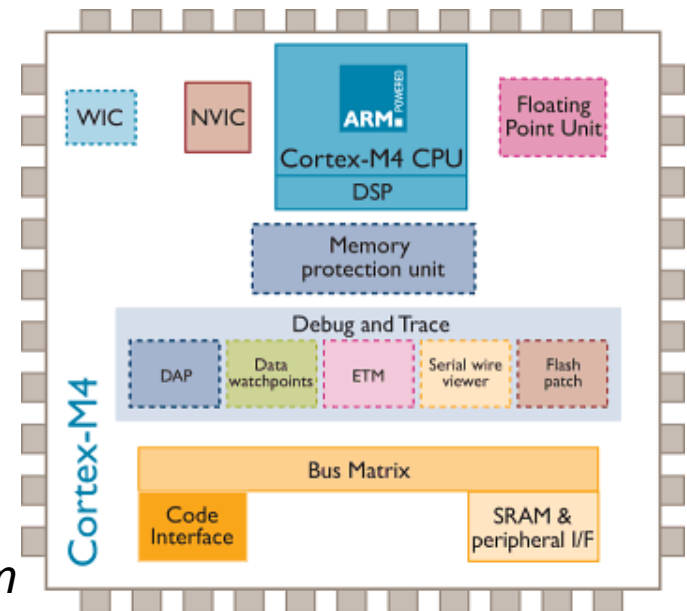 WIC
NVIC
ARM
POWERED
Cortex-M4 CPU
DSP
Floating
Point Unit
Memory
protection unit
Debug and Trace
DAP
Data
watchpoints
ETM
Serial wire
viewer
Flash
patch
Cortex-M4
Bus Matrix
Code
Interface
SRAM &
peripheral I/F